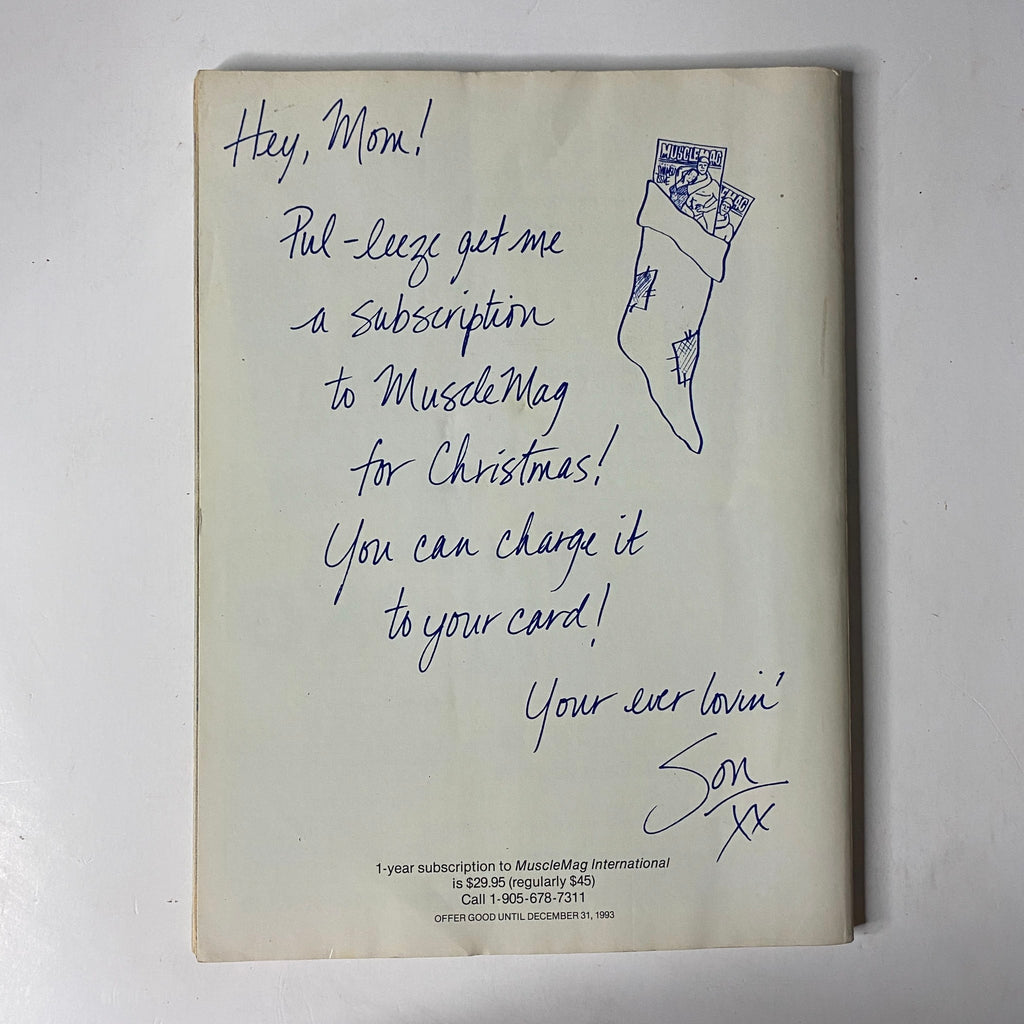 Hey, Mom!
MUSCLEMAG
Pul-leeze get me
a subscription
to MuscleMag
for Christmas!
You can charge it
to your card!
Your ever lovin'
Son
XX
1-year subscription to MuscleMag International
is $29.95 (regularly $45)
Call 1-905-678-7311
OFFER GOOD UNTIL DECEMBER 31, 1993